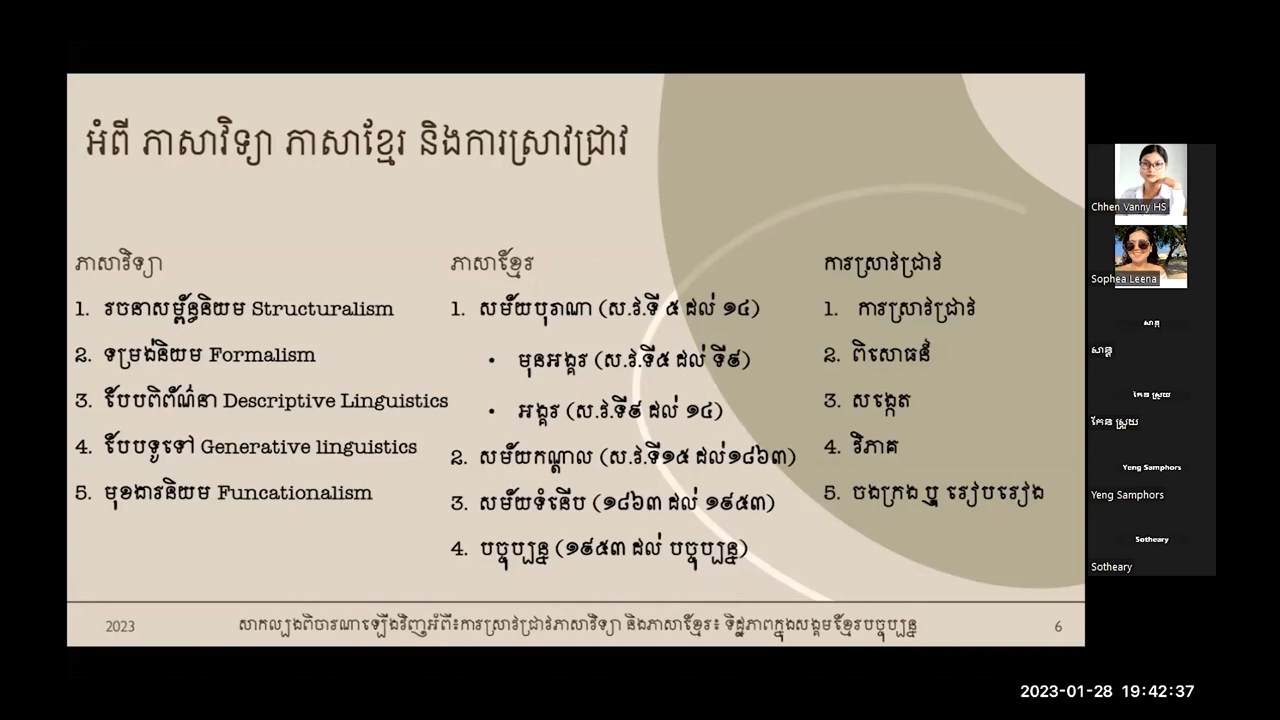 អំពី ភាសាវិទ្យា ភាសាខ្មែរ និងការស្រាវជ្រាវ
ភាសាវិទ្យា
1. រចនាសម្ព័ន្ធនិយម Structuralism
2. ទម្រង់និយម Formalism
3. បែបពិពណ៌នា Descriptive Linguistics
4. បែបទូទៅ Generative linguistics
5. មុខងារនិយម Funcationalism
ភាសាខ្មែរ
1. សម័យបុរាណា (ស.វ.ទី ៥ ដល់ ១៤)
• មុនអង្គរ (ស.វ.ទី៥ ដល់ ទី៩)
• អង្គរ (ស.វ.ទី៩ ដល់ ១៤)
2. សម័យកណ្តាល (ស.វ.ទី១៥ ដល់១៨៦៣)
3. សម័យទំនើប (១៨៦៣ ដល់ ១៩៥៣)
4. បច្ចុប្បន្ន (១៩៥៣ ដល់ បច្ចុប្បន្ន)
ការស្រាវជ្រាវ
1. ការស្រាវជ្រាវ
2. ពិសោធន៍
3. សង្កេត
4. វិភាគ
5. ចងក្រង ឬ រៀបរៀង
2023
សាកល្បងពិចារណាឡើងវិញអំពី៖ការស្រាវជ្រាវភាសាវិទ្យា និងភាសាខ្មែរ៖ ទិដ្ឋភាពក្នុងសង្គមខ្មែរបច្ចុប្បន្ន
6
Chhen Vanny HS
Sophea Leena
សាត្ត
សាន្ត
កែន ស្រួយ
កែន ស្រួយ
Yeng Samphors
Yeng Samphors
Sotheary
Sotheary
2023-01-28 19:42:37